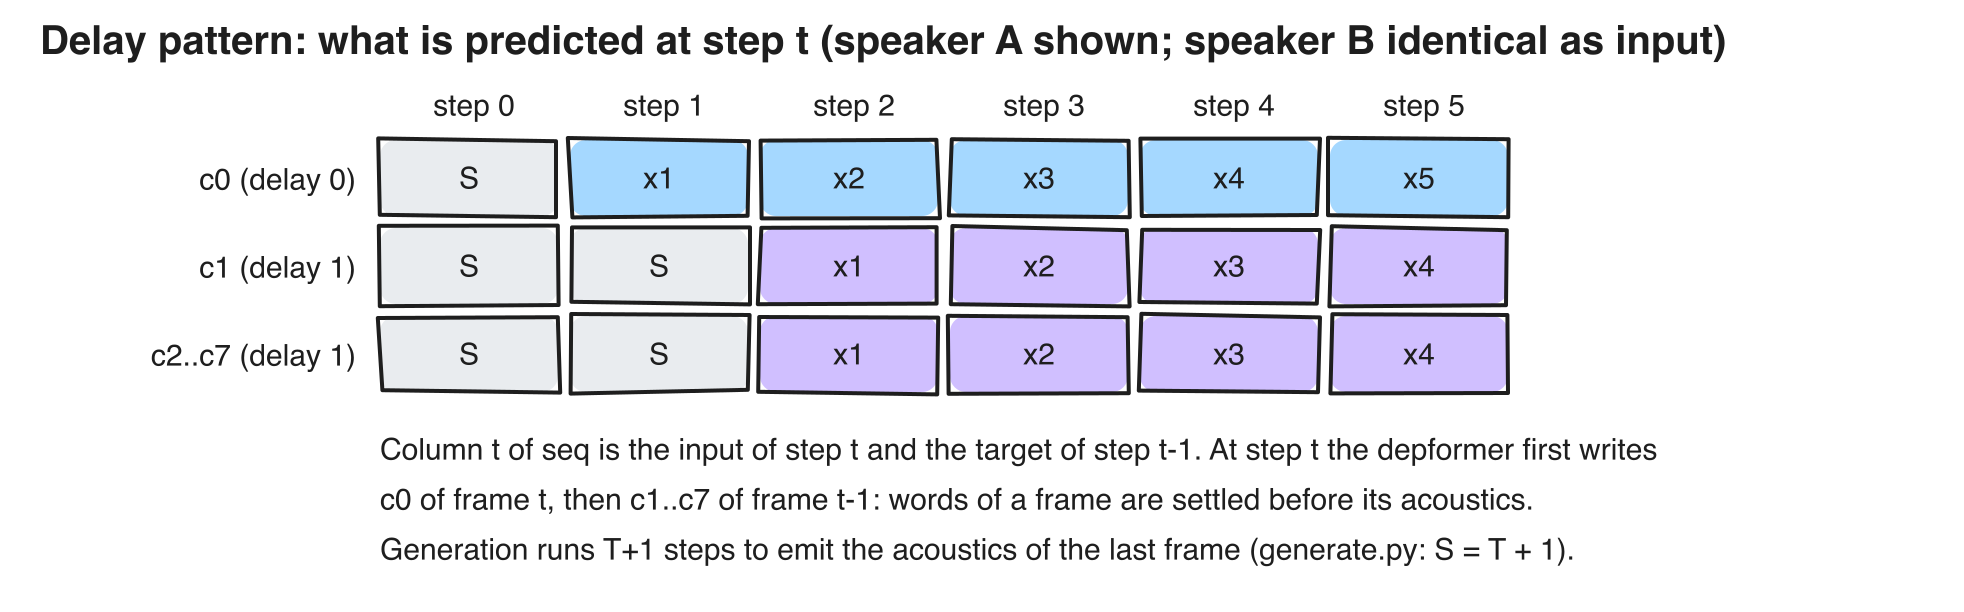 Delay pattern: what is predicted at step t (speaker A shown; speaker B identical as input)
step 0 step 1 step 2 step 3 step 4 step 5
c0 (delay 0) S x1 x2 x3 x4 x5
c1 (delay 1) S S x1 x2 x3 x4
c2..c7 (delay 1) S S x1 x2 x3 x4
Column t of seq is the input of step t and the target of step t-1. At step t the depformer first writes
c0 of frame t, then c1..c7 of frame t-1: words of a frame are settled before its acoustics.
Generation runs T+1 steps to emit the acoustics of the last frame (generate.py: S = T + 1).